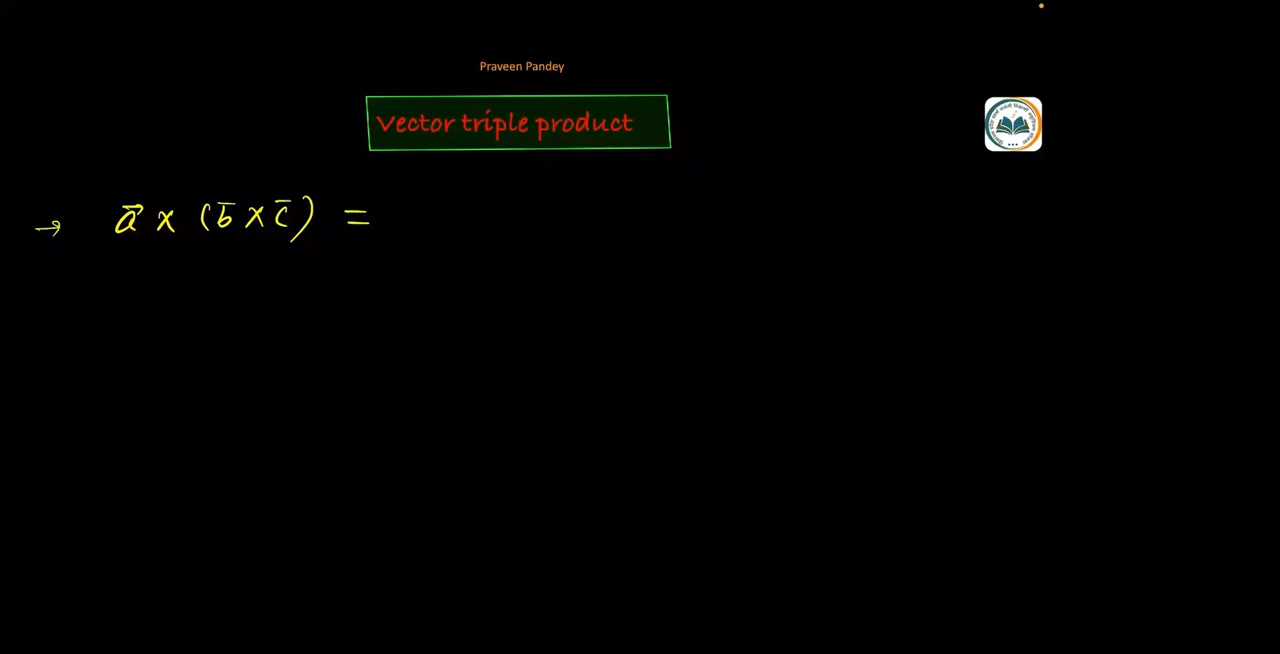 Praveen Pandey
Vector triple product
→ a⃗ × (b̄ × c̄) =